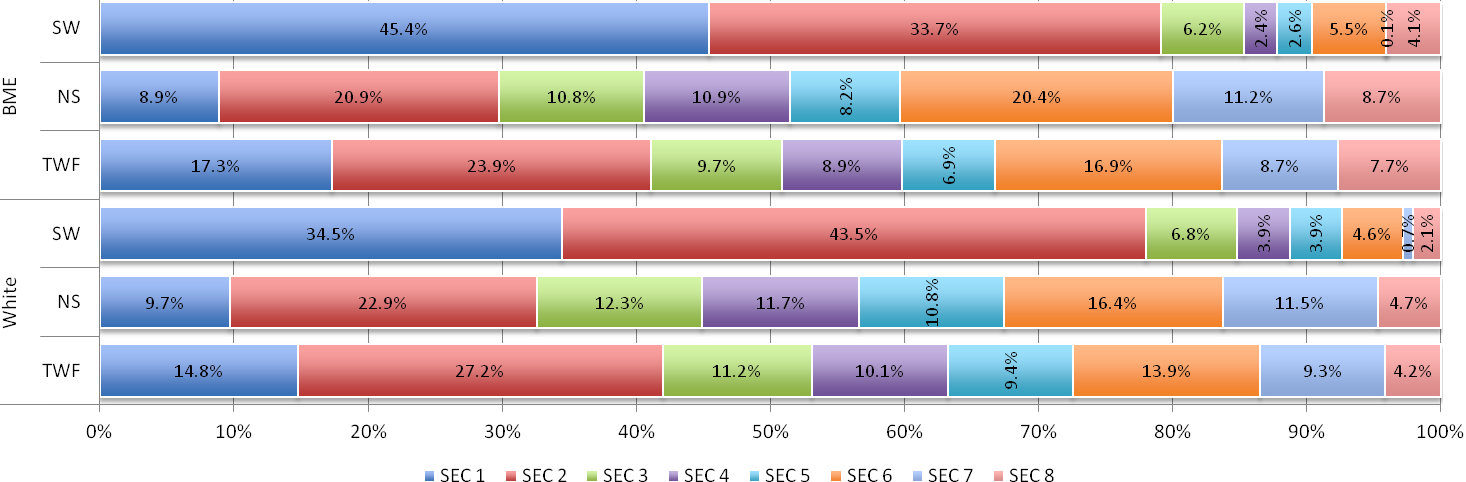 BME
SW 45.4% 33.7% 6.2% 2.4% 2.6% 5.5% 0.1% 4.1%
NS 8.9% 20.9% 10.8% 10.9% 8.2% 20.4% 11.2% 8.7%
TWF 17.3% 23.9% 9.7% 8.9% 6.9% 16.9% 8.7% 7.7%
White
SW 34.5% 43.5% 6.8% 3.9% 3.9% 4.6% 0.7% 2.1%
NS 9.7% 22.9% 12.3% 11.7% 10.8% 16.4% 11.5% 4.7%
TWF 14.8% 27.2% 11.2% 10.1% 9.4% 13.9% 9.3% 4.2%
0% 10% 20% 30% 40% 50% 60% 70% 80% 90% 100%
SEC 1 SEC 2 SEC 3 SEC 4 SEC 5 SEC 6 SEC 7 SEC 8